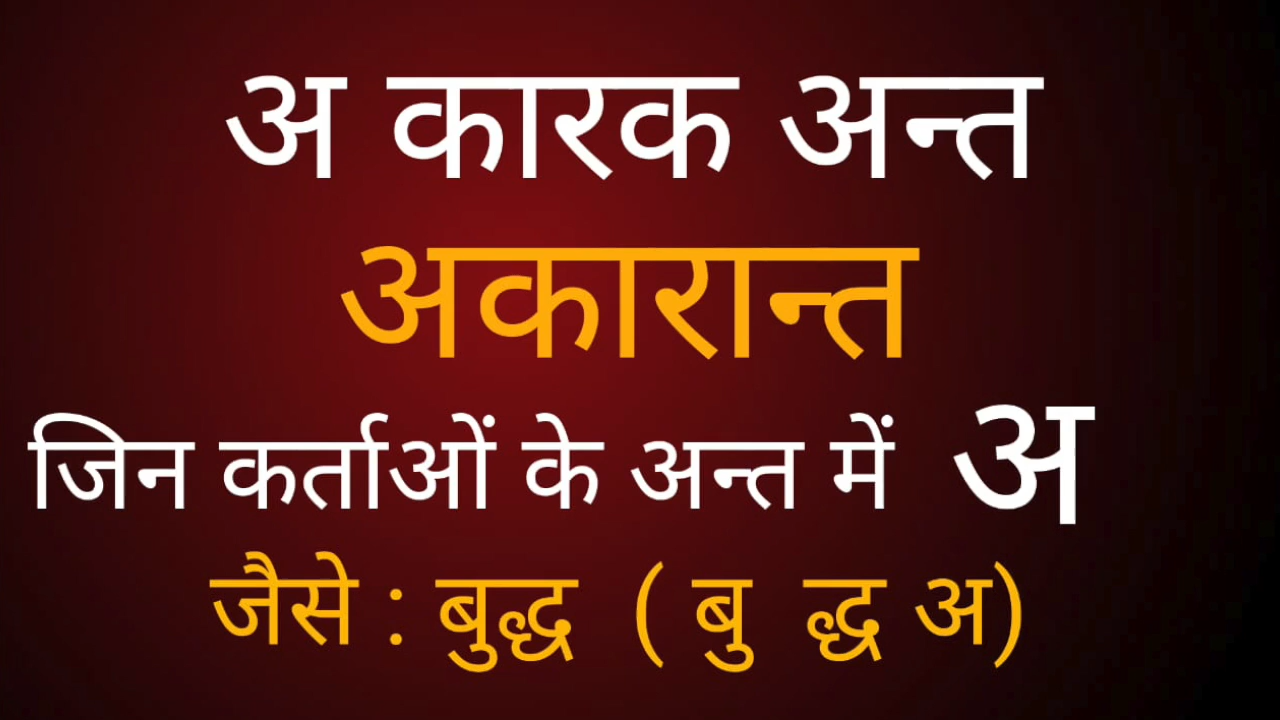 अ कारक अन्त
अकारान्त
जिन कर्ताओं के अन्त में अ
जैसे : बुद्ध ( बु द्ध अ)